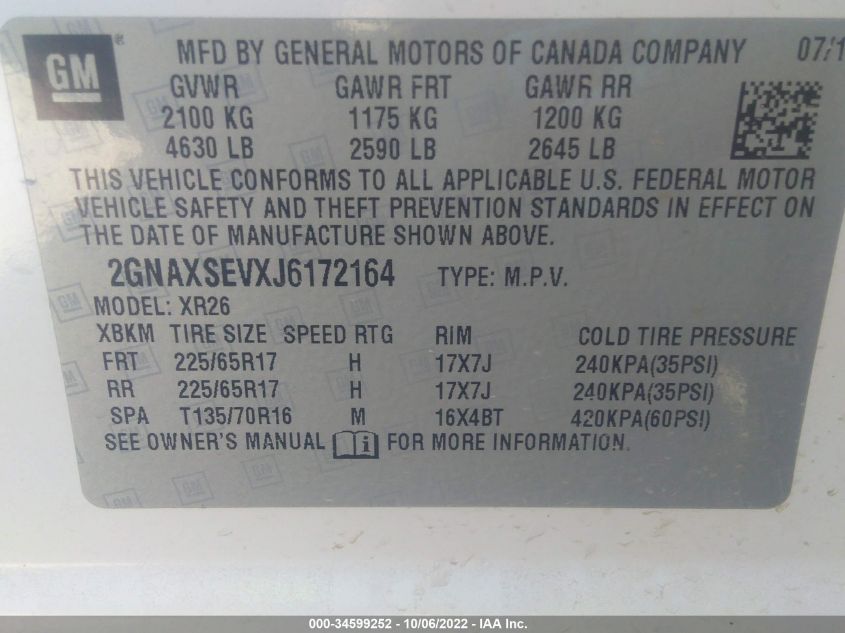 GM ® MFD BY GENERAL MOTORS OF CANADA COMPANY 07/1
GVWR GAWR FRT GAWR RR
2100 KG 1175 KG 1200 KG
4630 LB 2590 LB 2645 LB
THIS VEHICLE CONFORMS TO ALL APPLICABLE U.S. FEDERAL MOTOR
VEHICLE SAFETY AND THEFT PREVENTION STANDARDS IN EFFECT ON
THE DATE OF MANUFACTURE SHOWN ABOVE.
2GNAXSEVXJ6172164 TYPE: M.P.V.
MODEL: XR26
XBKM TIRE SIZE SPEED RTG RIM COLD TIRE PRESSURE
FRT 225/65R17 H 17X7J 240KPA(35PSI)
RR 225/65R17 H 17X7J 240KPA(35PSI)
SPA T135/70R16 M 16X4BT 420KPA(60PSI)
SEE OWNER'S MANUAL i FOR MORE INFORMATION.
000-34599252 - 10/06/2022 - IAA Inc.